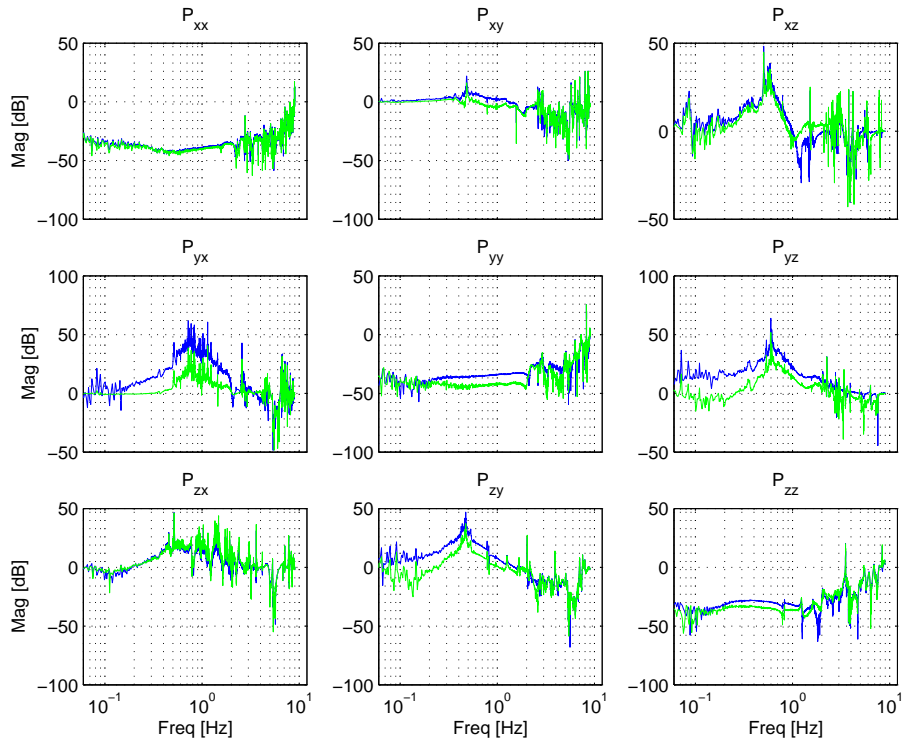 P_xx P_xy P_xz
50 50 50
0 0
Mag [dB] −50 −50 0
−100 −100 −50
P_yx P_yy P_yz
100 50 100
50 0 50
Mag [dB] 0 −50 0
−50 −100 −50
P_zx P_zy P_zz
50 50 50
0 0 0
Mag [dB] −50 −50 −50
−100 −100 −100
10^−1 10^0 10^1 10^−1 10^0 10^1 10^−1 10^0 10^1
Freq [Hz] Freq [Hz] Freq [Hz]